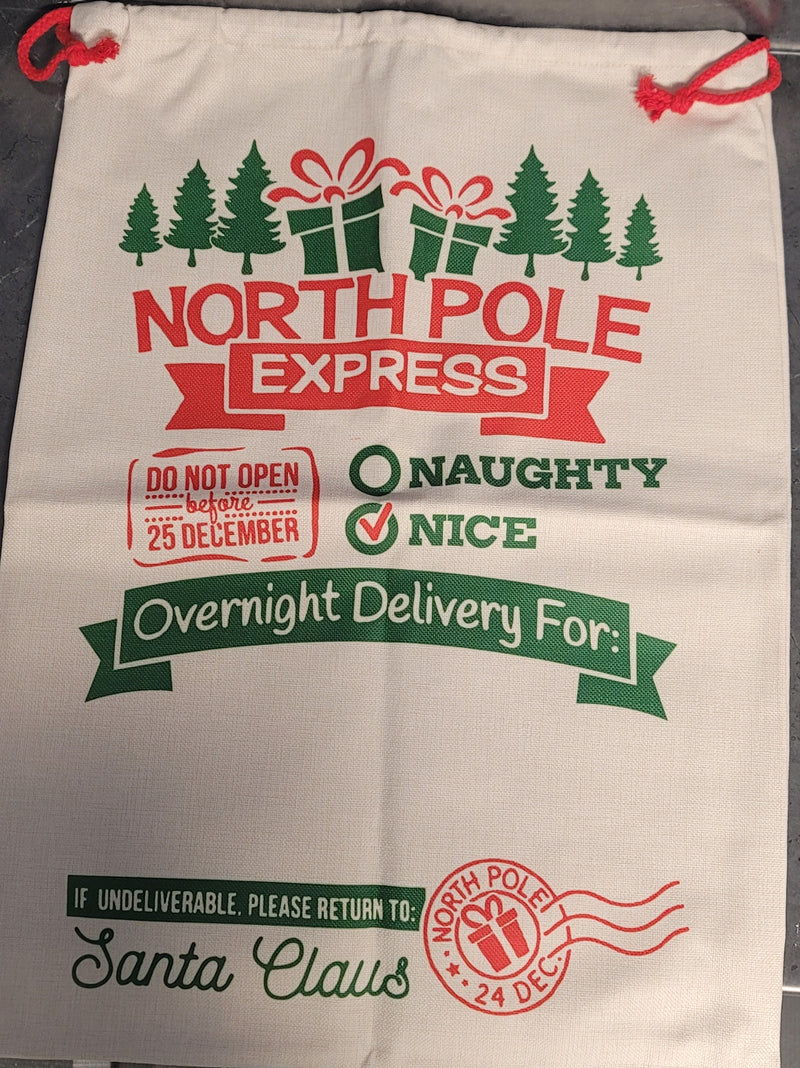 NORTH POLE
EXPRESS
DO NOT OPEN
before
25 DECEMBER
NAUGHTY
NICE
Overnight Delivery For:
IF UNDELIVERABLE, PLEASE RETURN TO:
Santa Claus
NORTH POLE
24 DEC.